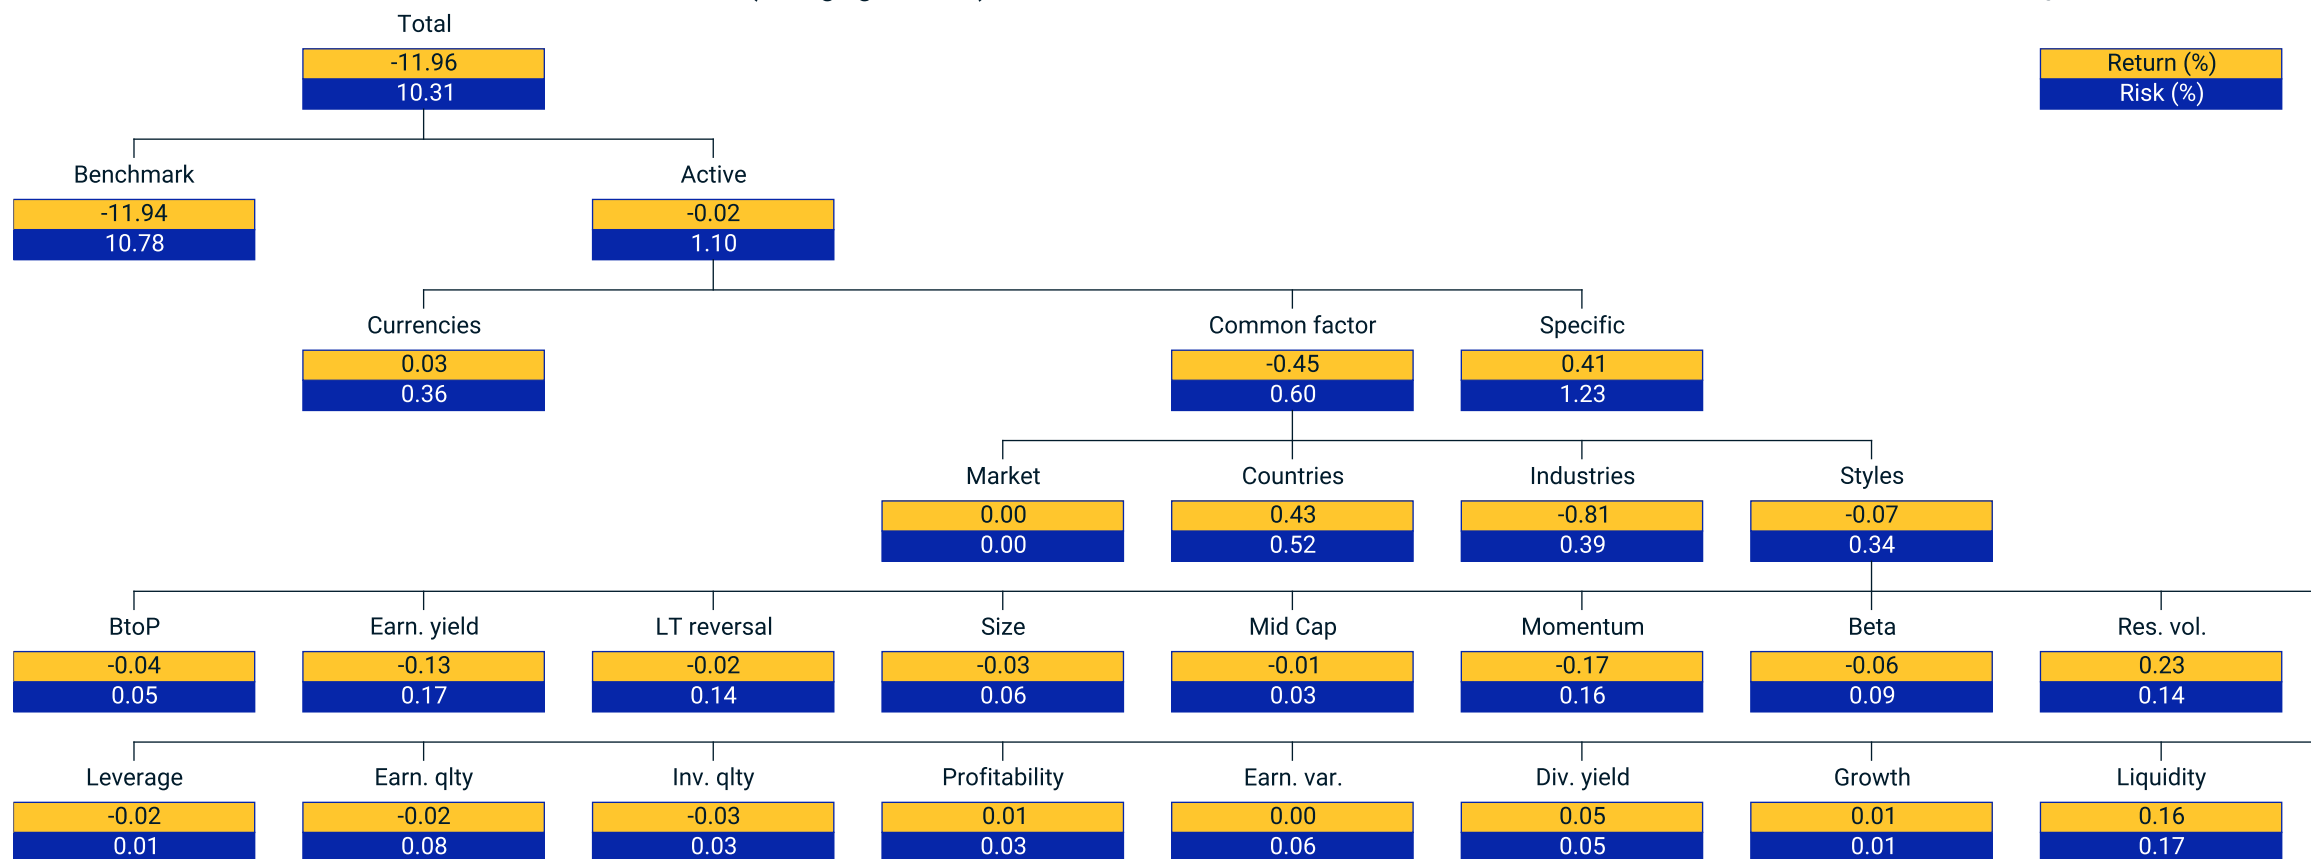 Total
-11.96
10.31
Return (%)
Risk (%)
Benchmark
-11.94
10.78
Active
-0.02
1.10
Currencies
0.03
0.36
Common factor
-0.45
0.60
Specific
0.41
1.23
Market
0.00
0.00
Countries
0.43
0.52
Industries
-0.81
0.39
Styles
-0.07
0.34
BtoP
-0.04
0.05
Earn. yield
-0.13
0.17
LT reversal
-0.02
0.14
Size
-0.03
0.06
Mid Cap
-0.01
0.03
Momentum
-0.17
0.16
Beta
-0.06
0.09
Res. vol.
0.23
0.14
Leverage
-0.02
0.01
Earn. qlty
-0.02
0.08
Inv. qlty
-0.03
0.03
Profitability
0.01
0.03
Earn. var.
0.00
0.06
Div. yield
0.05
0.05
Growth
0.01
0.01
Liquidity
0.16
0.17